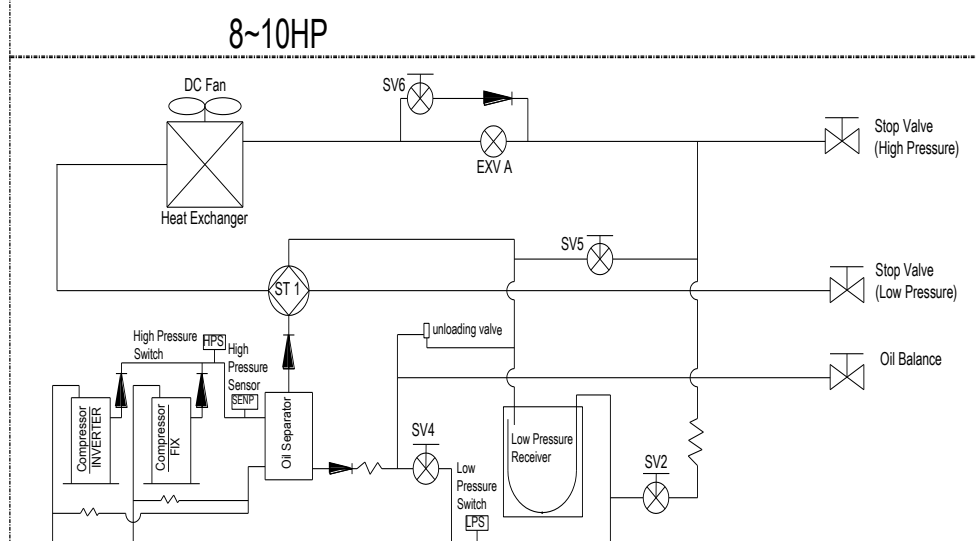 8~10HP
DC Fan
SV6
Stop Valve
(High Pressure)
EXV A
Heat Exchanger
SV5
Stop Valve
(Low Pressure)
ST 1
unloading valve
High Pressure
Switch
HPS
High
Pressure
Sensor
SENP
Oil Balance
Compressor
INVERTER
Compressor
FIX
Oil Separator
SV4
Low
Pressure
Switch
LPS
Low Pressure
Receiver
SV2